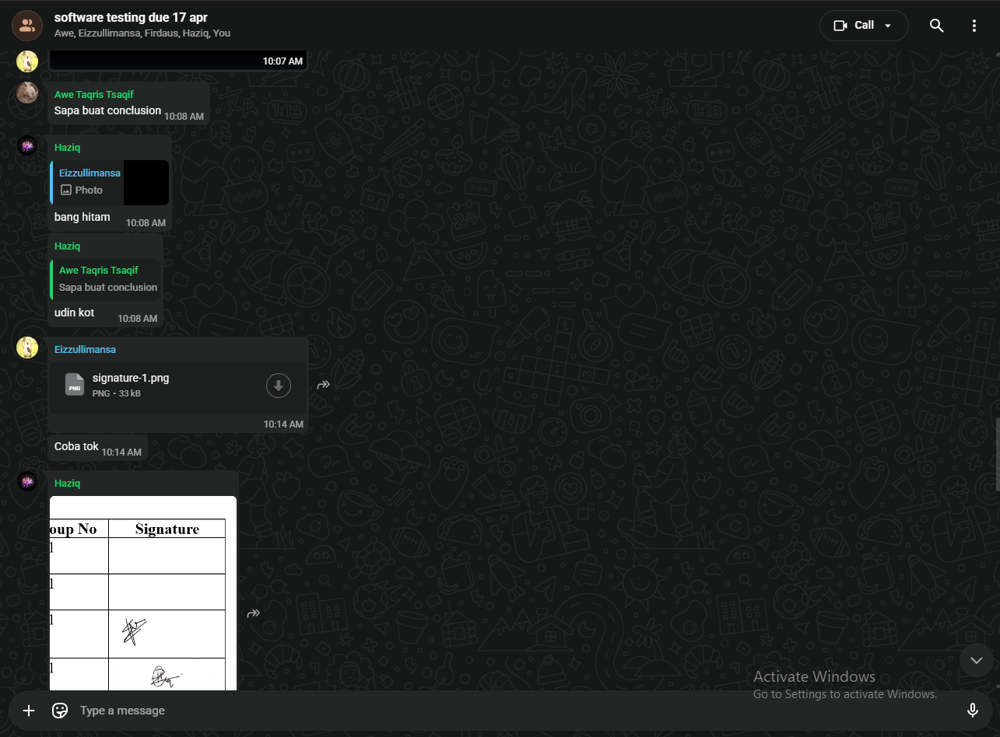 software testing due 17 apr
Awe, Eizzullimansa, Firdaus, Haziq, You
Call
10:07 AM
Awe Taqris Tsaqif
Sapa buat conclusion 10:08 AM
Haziq
Eizzullimansa
Photo
bang hitam 10:08 AM
Haziq
Awe Taqris Tsaqif
Sapa buat conclusion
udin kot 10:08 AM
Eizzullimansa
signature-1.png
PNG
PNG • 33 kB
10:14 AM
Coba tok 10:14 AM
Haziq
oup No Signature
1
1
1
1
Activate Windows
Go to Settings to activate Windows.
Type a message